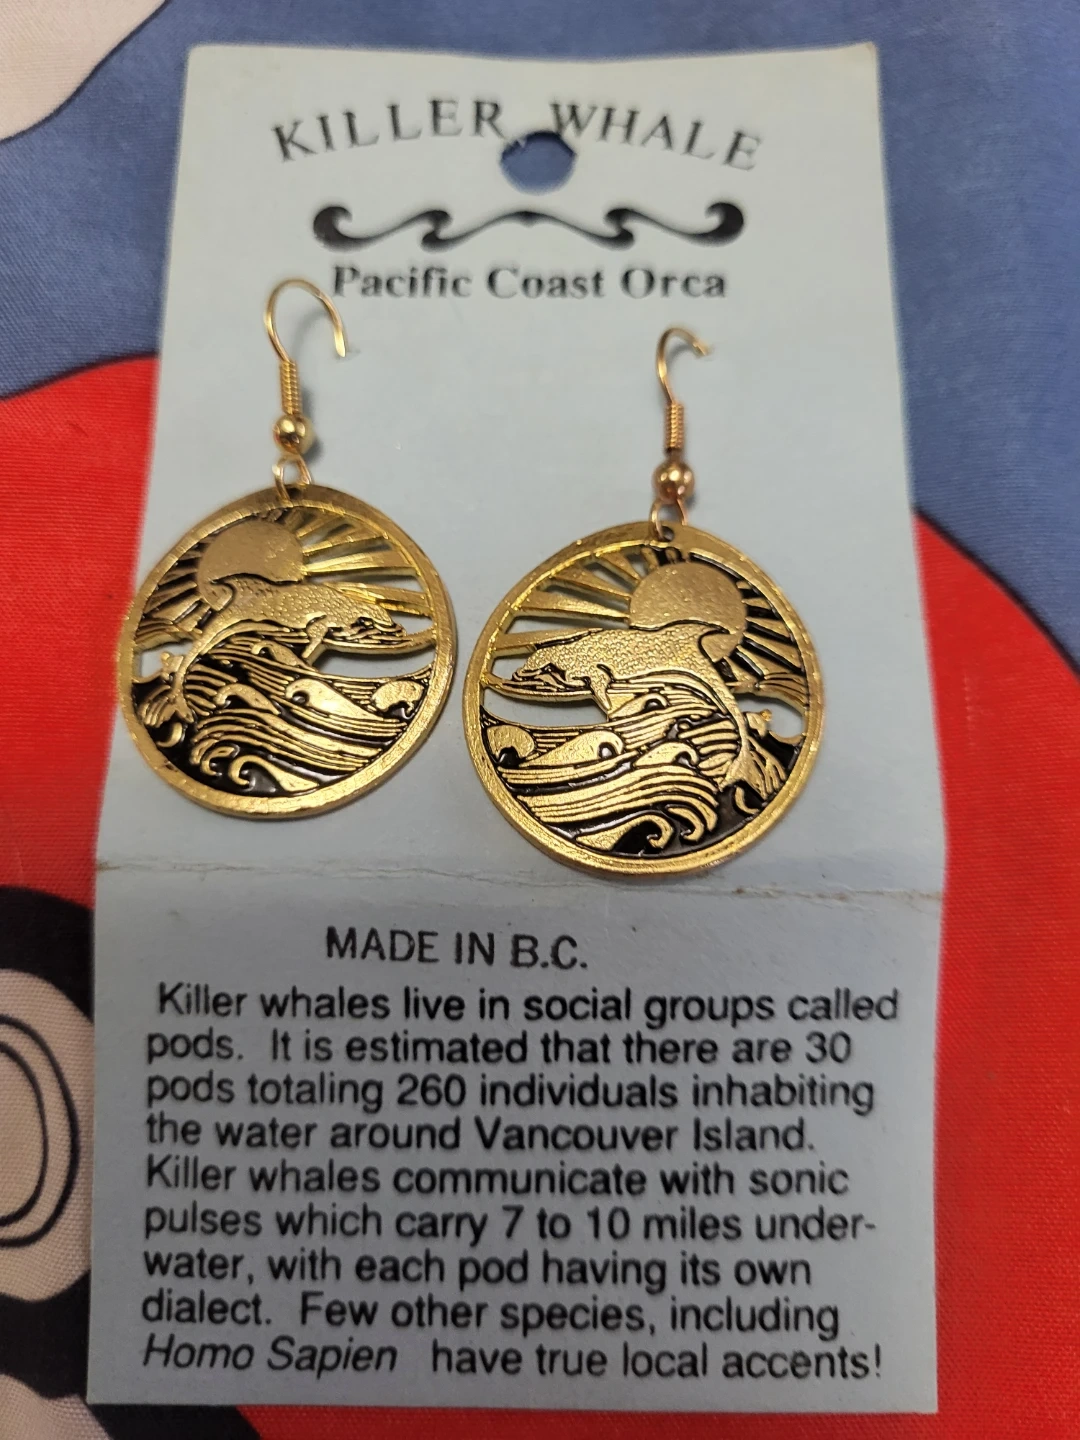 KILLER WHALE
Pacific Coast Orca
MADE IN B.C.
Killer whales live in social groups called
pods. It is estimated that there are 30
pods totaling 260 individuals inhabiting
the water around Vancouver Island.
Killer whales communicate with sonic
pulses which carry 7 to 10 miles under-
water, with each pod having its own
dialect. Few other species, including
Homo Sapien have true local accents!